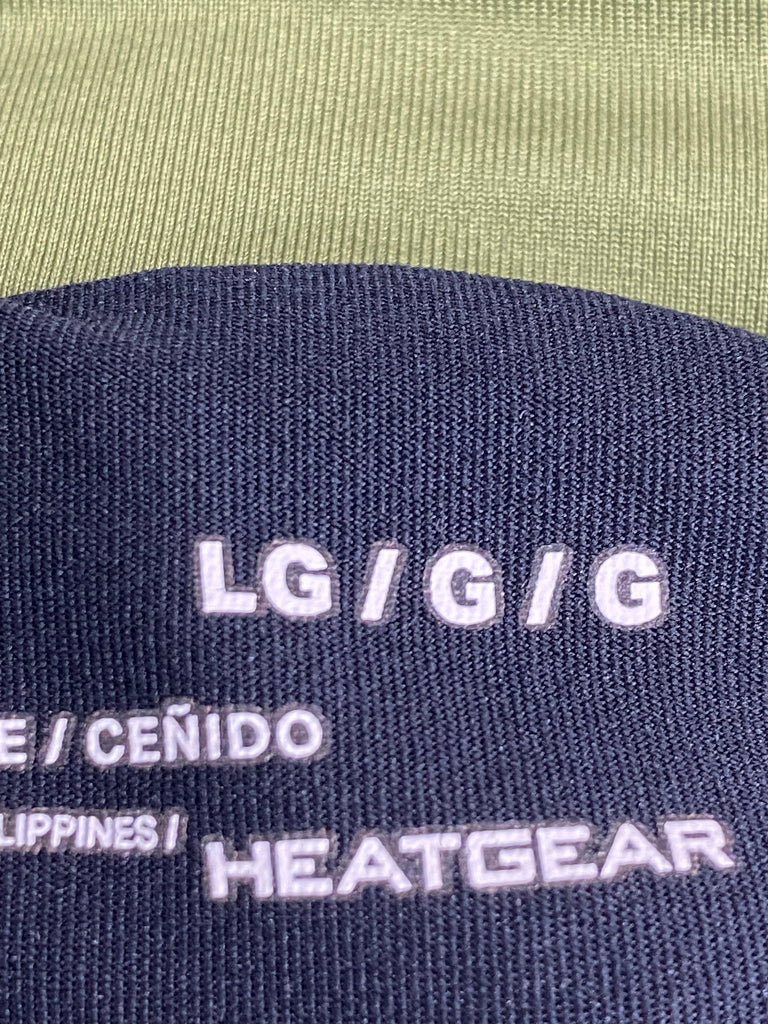 LG / G / G
E / CEÑIDO
LIPPINES / HEATGEAR